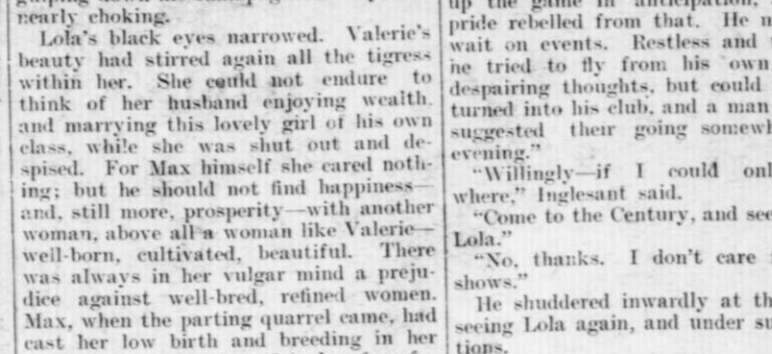 nearly choking.
Lola's black eyes narrowed. Valerie's
beauty had stirred again all the tigress
within her. She could not endure to
think of her husband enjoying wealth.
and marrying this lovely girl of his own
class, while she was shut out and de-
spised. For Max himself she cared noth-
ing; but he should not find happiness—
and, still more, prosperity—with another
woman, above all a woman like Valerie—
well-born, cultivated, beautiful. There
was always in her vulgar mind a preju-
dice against well-bred, refined women.
Max, when the parting quarrel came, had
cast her low birth and breeding in her
up the game in anticipation,
pride rebelled from that. He
wait on events. Restless and
he tried to fly from his own
despairing thoughts, but could
turned into his club, and a man
suggested their going
evening."
"Willingly—if I could
where," Inglesant said.
"Come to the Century, and see
Lola."
"No, thanks. I don't care
shows."
He shuddered inwardly at
seeing Lola again, and under
tions.